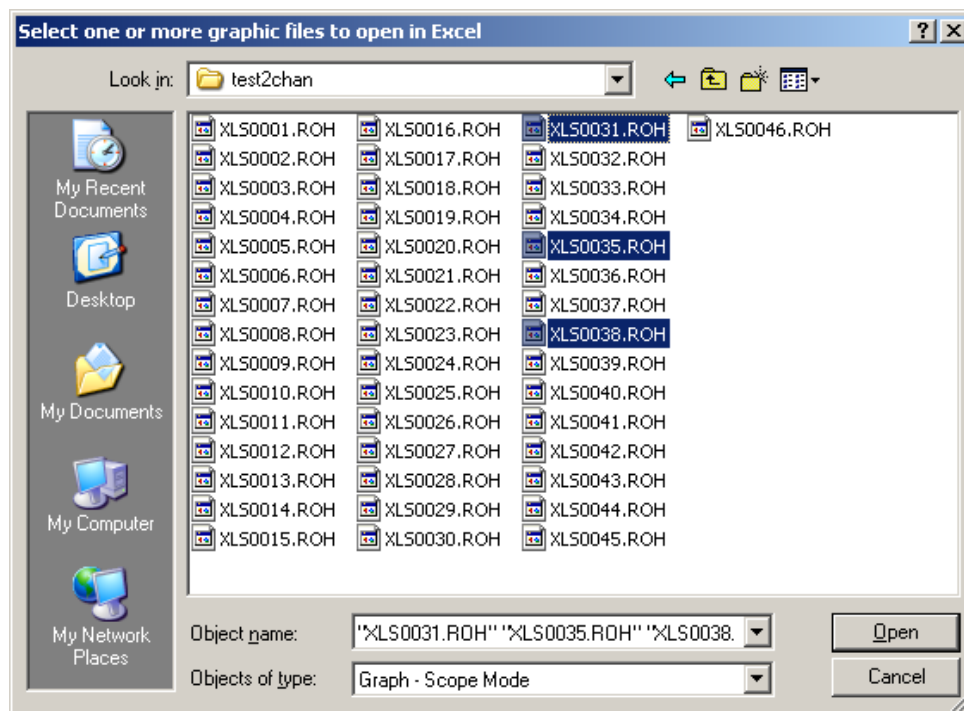 Select one or more graphic files to open in Excel
Look in: test2chan
My Recent
Documents
Desktop
My Documents
My Computer
My Network
Places
XLS0001.ROH
XLS0002.ROH
XLS0003.ROH
XLS0004.ROH
XLS0005.ROH
XLS0006.ROH
XLS0007.ROH
XLS0008.ROH
XLS0009.ROH
XLS0010.ROH
XLS0011.ROH
XLS0012.ROH
XLS0013.ROH
XLS0014.ROH
XLS0015.ROH
XLS0016.ROH
XLS0017.ROH
XLS0018.ROH
XLS0019.ROH
XLS0020.ROH
XLS0021.ROH
XLS0022.ROH
XLS0023.ROH
XLS0024.ROH
XLS0025.ROH
XLS0026.ROH
XLS0027.ROH
XLS0028.ROH
XLS0029.ROH
XLS0030.ROH
XLS0031.ROH
XLS0032.ROH
XLS0033.ROH
XLS0034.ROH
XLS0035.ROH
XLS0036.ROH
XLS0037.ROH
XLS0038.ROH
XLS0039.ROH
XLS0040.ROH
XLS0041.ROH
XLS0042.ROH
XLS0043.ROH
XLS0044.ROH
XLS0045.ROH
XLS0046.ROH
Object name: "XLS0031.ROH" "XLS0035.ROH" "XLS0038.
Open
Objects of type: Graph - Scope Mode
Cancel